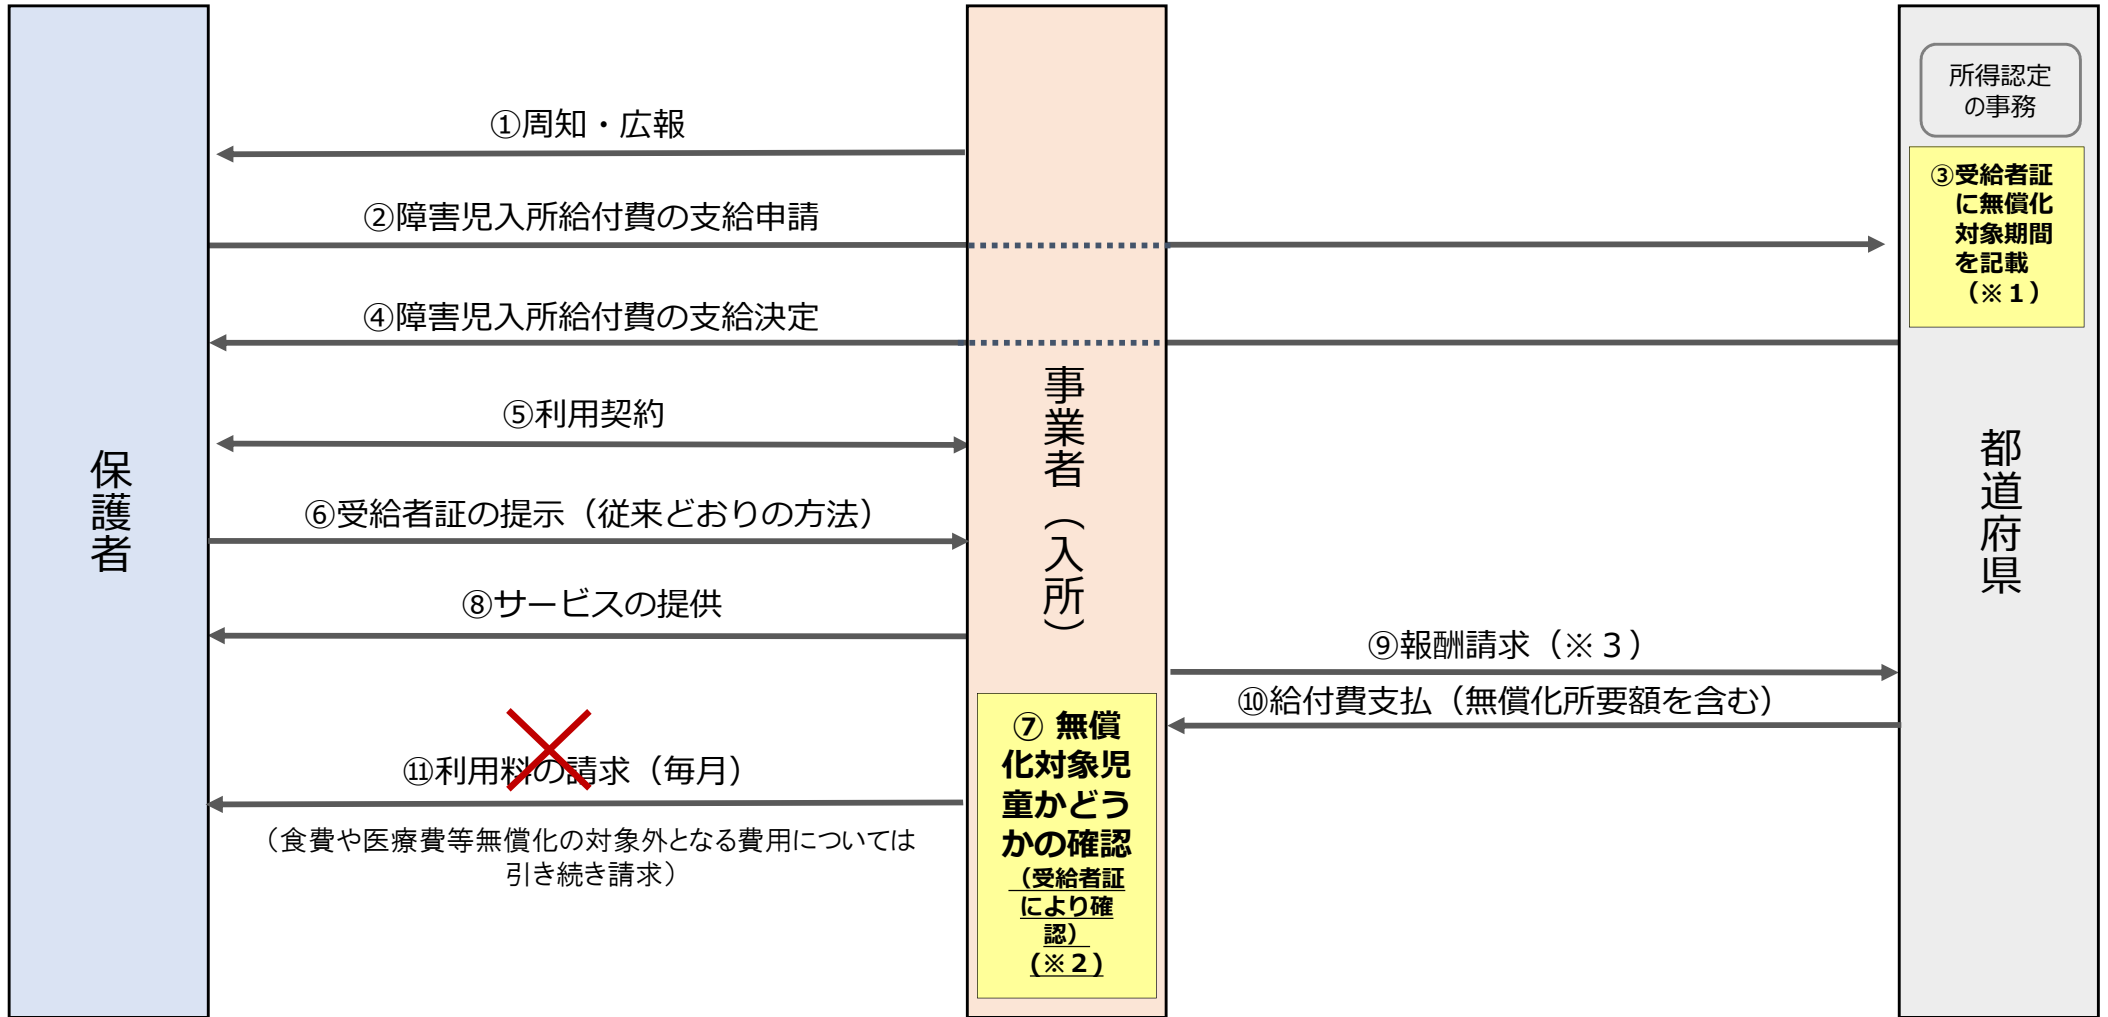 所得認定
の事務
①周知・広報
③受給者証
に無償化
対象期間
を記載
（※１）
②障害児入所給付費の支給申請
④障害児入所給付費の支給決定
⑤利用契約
⑥受給者証の提示（従来どおりの方法）
⑧サービスの提供
保護者
事業者（入所）
都道府県
⑨報酬請求（※３）
⑩給付費支払（無償化所要額を含む）
⑦ 無償
化対象児
童かどう
かの確認
（受給者証
により確
認）
(※２)
⑪利用料の請求（毎月）
（食費や医療費等無償化の対象外となる費用については
引き続き請求）